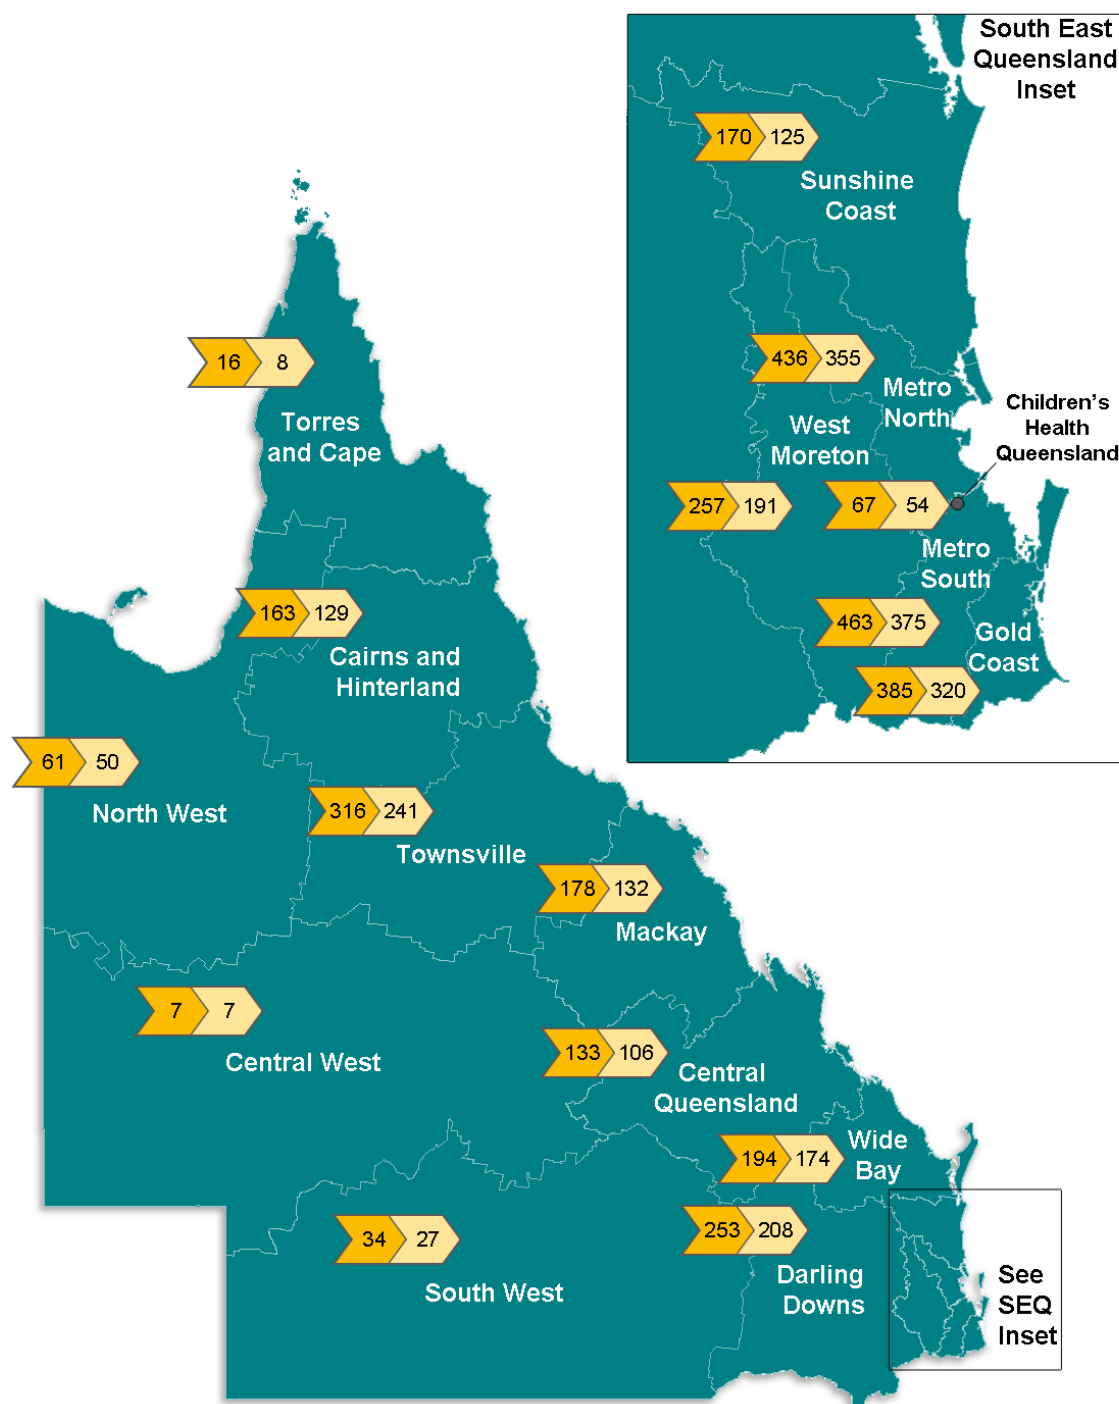 South East
Queensland
Inset
170 125
Sunshine
Coast
16 8
Torres
and Cape
436 355
Metro
North
Children's
Health
Queensland
West
Moreton
257 191
67 54
Metro
South
463 375
Gold
Coast
385 320
163 129
Cairns and
Hinterland
61 50
North West
316 241
Townsville
178 132
Mackay
7 7
Central West
133 106
Central
Queensland
194 174
Wide
Bay
34 27
South West
253 208
Darling
Downs
See
SEQ
Inset